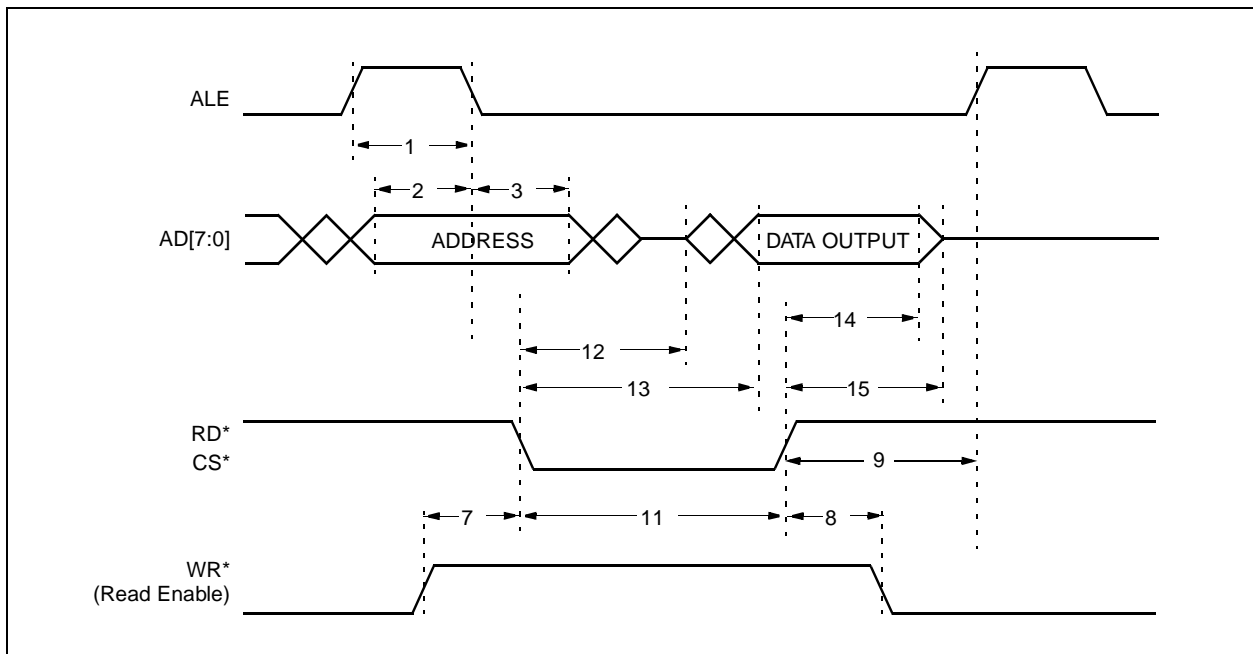 ALE
1
2
3
AD[7:0]
ADDRESS
DATA OUTPUT
14
12
13
15
RD*
CS*
9
7
11
8
WR*
(Read Enable)